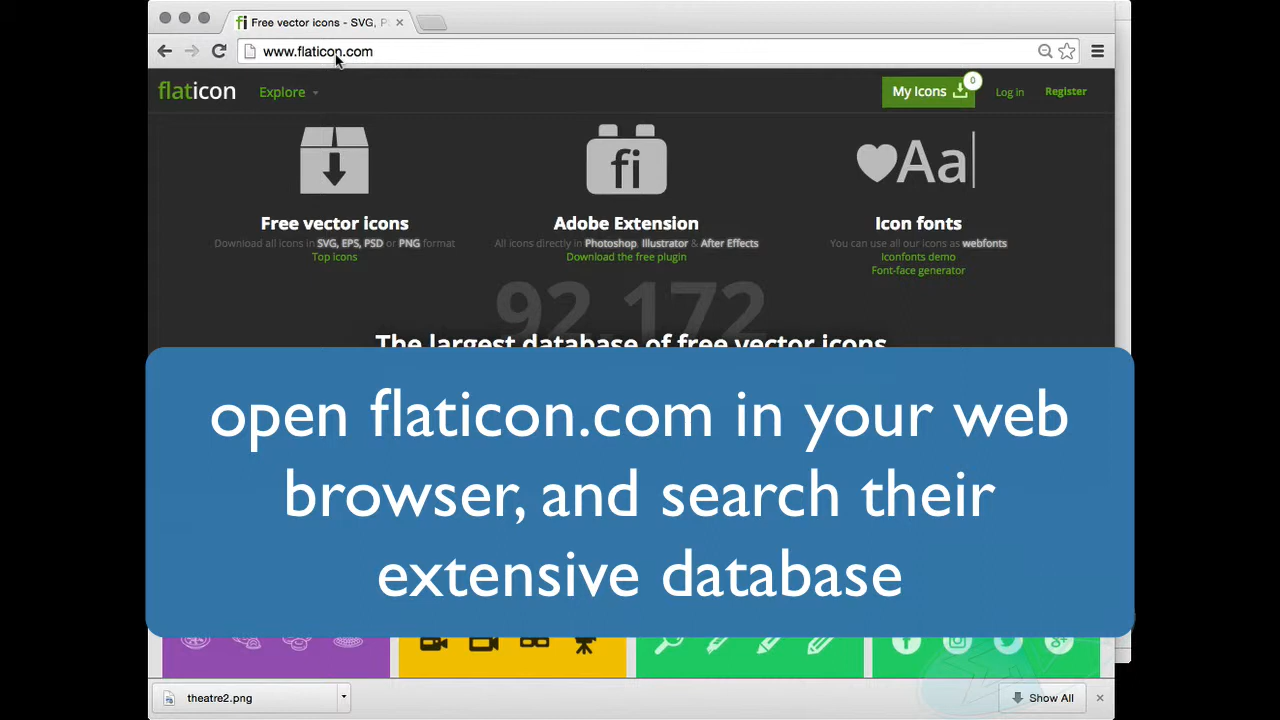 Free vector icons - SVG, P
www.flaticon.com
flaticon
Explore
My Icons
0
Log in
Register
fi
Aa
Free vector icons
Adobe Extension
Icon fonts
Download all icons in SVG, EPS, PSD or PNG format
All icons directly in Photoshop, Illustrator & After Effects
You can use all our icons as webfonts
Top icons
Download the free plugin
Iconfonts demo
Font-face generator
92,172
The largest database of free vector icons
open flaticon.com in your web
browser, and search their
extensive database
theatre2.png
Show All